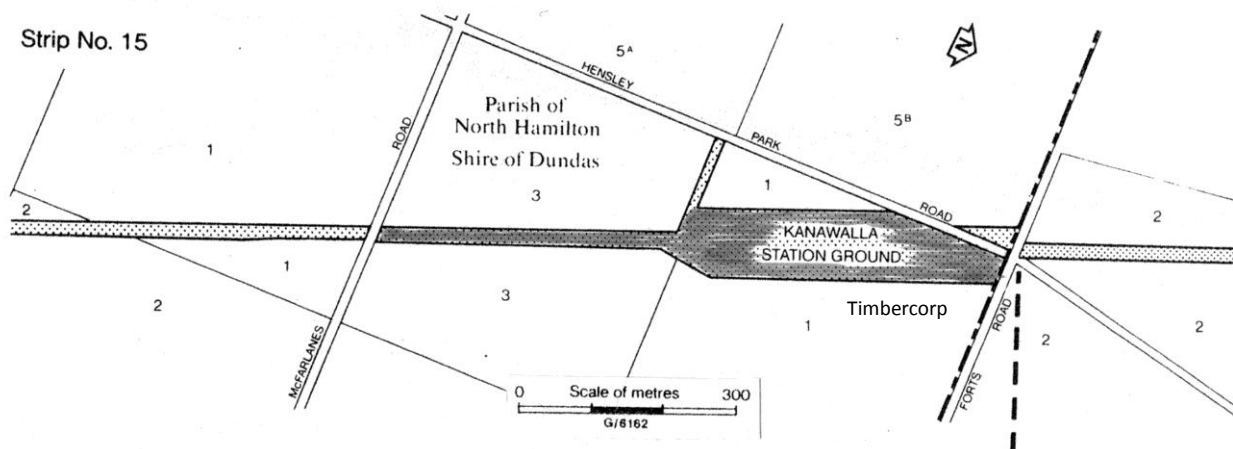 Strip No. 15
5A
N
HENSLEY
PARK
ROAD
5B
Parish of
North Hamilton
Shire of Dundas
ROAD
1
1
2
3
2
2
KANAWALLA
STATION GROUND
1
3
2
McFARLANES
1
Timbercorp
ROAD
FORTS
2
2
0 Scale of metres 300
G/6162